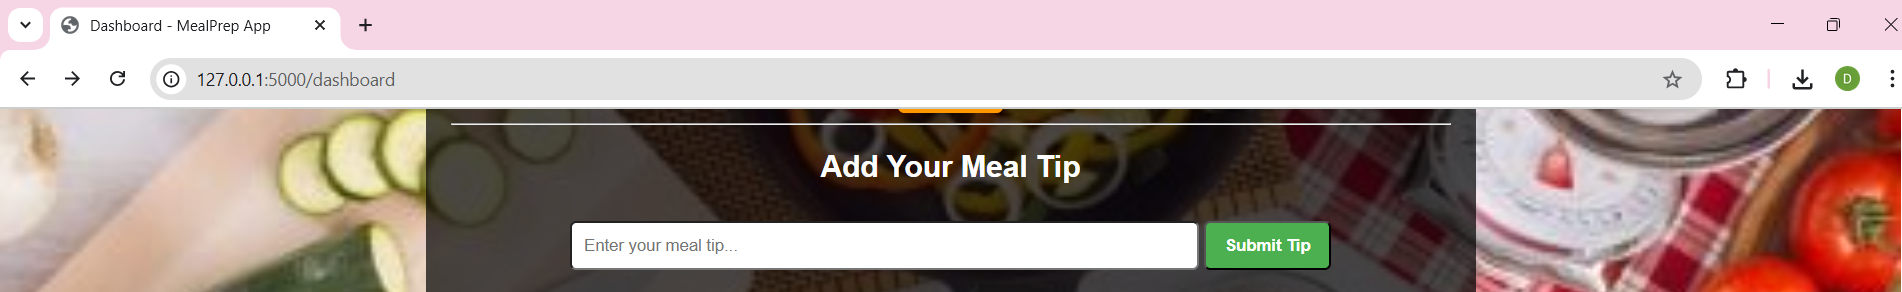 Dashboard - MealPrep App
127.0.0.1:5000/dashboard
D
Add Your Meal Tip
Enter your meal tip...
Submit Tip